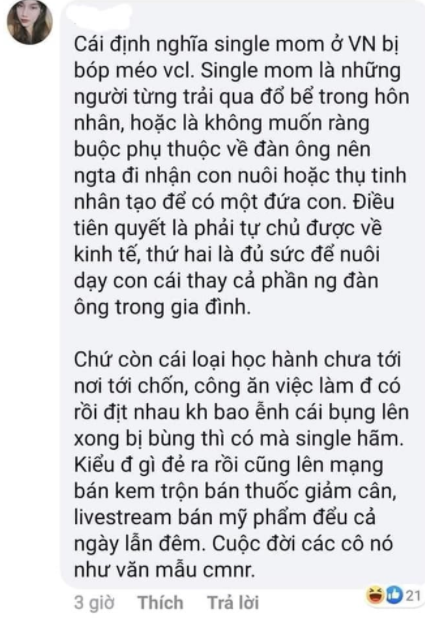 Cái định nghĩa single mom ở VN bị
bóp méo vcl. Single mom là những
người từng trải qua đổ bể trong hôn
nhân, hoặc là không muốn ràng
buộc phụ thuộc về đàn ông nên
ngta đi nhận con nuôi hoặc thụ tinh
nhân tạo để có một đứa con. Điều
tiên quyết là phải tự chủ được về
kinh tế, thứ hai là đủ sức để nuôi
dạy con cái thay cả phần ng đàn
ông trong gia đình.
Chứ còn cái loại học hành chưa tới
nơi tới chốn, công ăn việc làm đ có
rồi địt nhau kh bao ễnh cái bụng lên
xong bị bùng thì có mà single hãm.
Kiểu đ gì đẻ ra rồi cũng lên mạng
bán kem trộn bán thuốc giảm cân,
livestream bán mỹ phẩm đểu cả
ngày lẫn đêm. Cuộc đời các cô nó
như văn mẫu cmnr.
3 giờ Thích Trả lời 21